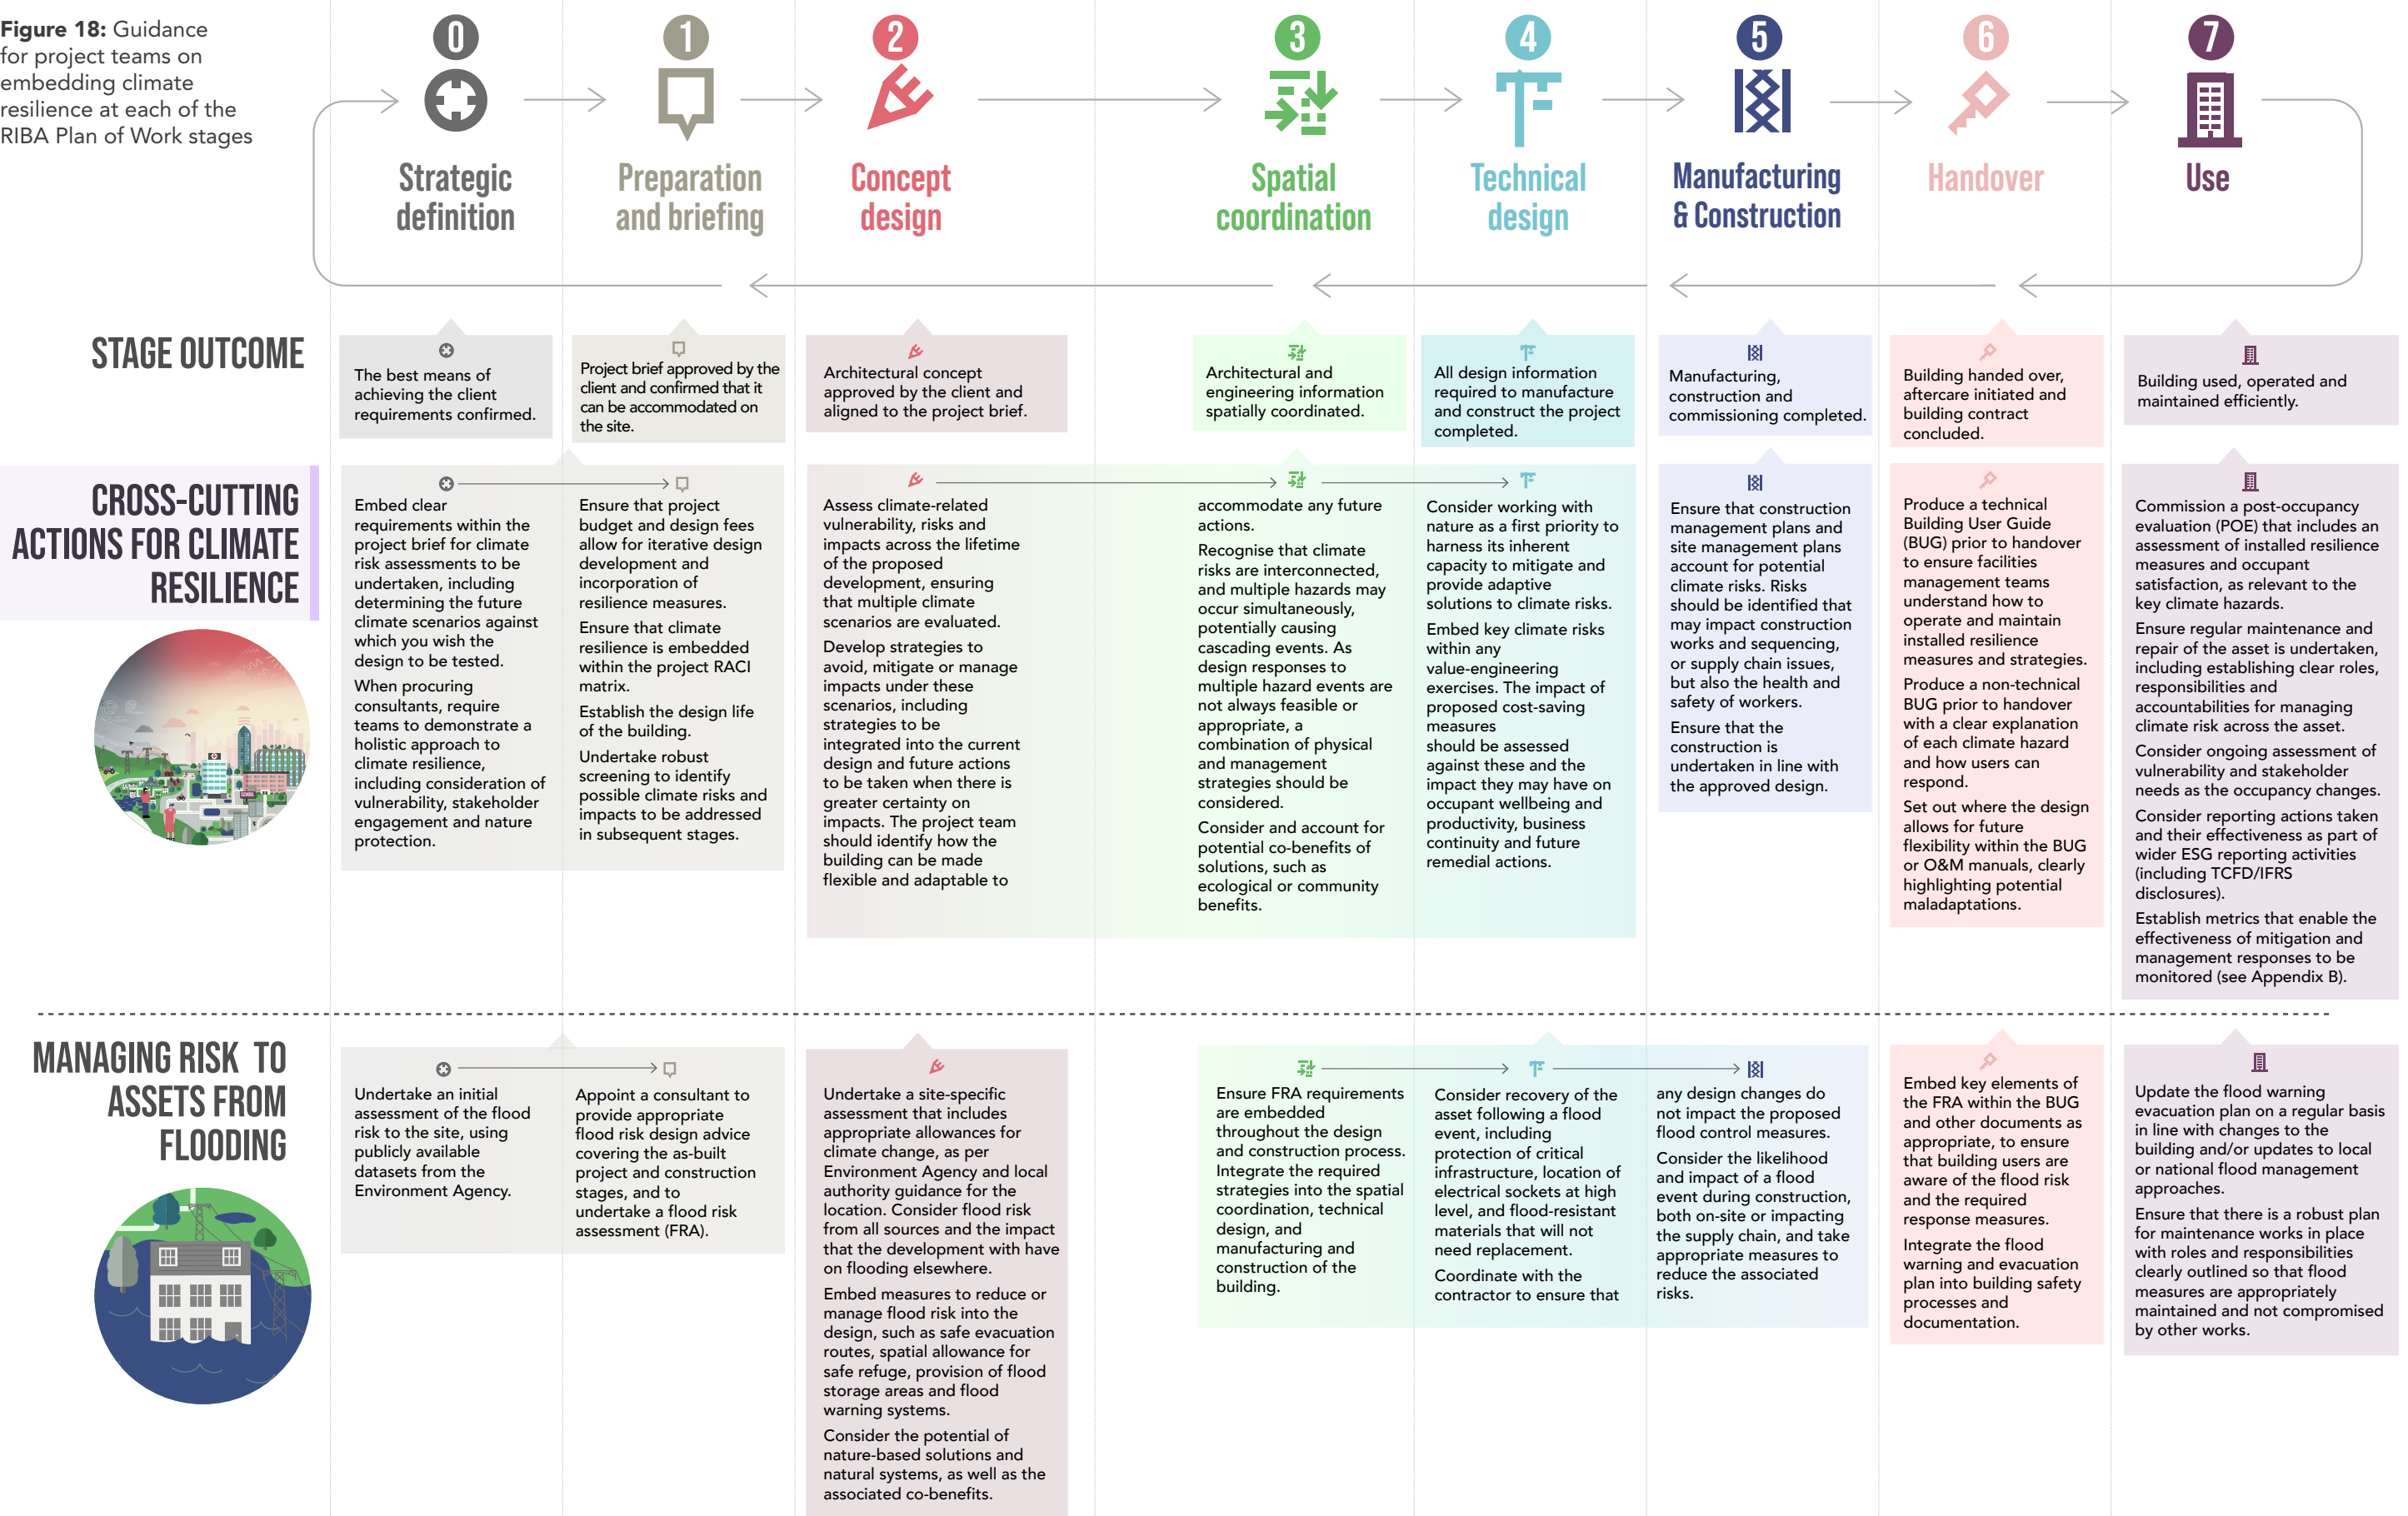 Figure 18: Guidance
for project teams on
embedding climate
resilience at each of the
RIBA Plan of Work stages
0
Strategic
definition
1
Preparation
and briefing
2
Concept
design
3
Spatial
coordination
4
Technical
design
5
Manufacturing
& Construction
6
Handover
7
Use
STAGE OUTCOME
The best means of
achieving the client
requirements confirmed.
Project brief approved by the
client and confirmed that it
can be accommodated on
the site.
Architectural concept
approved by the client and
aligned to the project brief.
Architectural and
engineering information
spatially coordinated.
All design information
required to manufacture
and construct the project
completed.
Manufacturing,
construction and
commissioning completed.
Building handed over,
aftercare initiated and
building contract
concluded.
Building used, operated and
maintained efficiently.
CROSS-CUTTING
ACTIONS FOR CLIMATE
RESILIENCE
Embed clear
requirements within the
project brief for climate
risk assessments to be
undertaken, including
determining the future
climate scenarios against
which you wish the
design to be tested.
When procuring
consultants, require
teams to demonstrate a
holistic approach to
climate resilience,
including consideration of
vulnerability, stakeholder
engagement and nature
protection.
Ensure that project
budget and design fees
allow for iterative design
development and
incorporation of
resilience measures.
Ensure that climate
resilience is embedded
within the project RACI
matrix.
Establish the design life
of the building.
Undertake robust
screening to identify
possible climate risks and
impacts to be addressed
in subsequent stages.
Assess climate-related
vulnerability, risks and
impacts across the lifetime
of the proposed
development, ensuring
that multiple climate
scenarios are evaluated.
Develop strategies to
avoid, mitigate or manage
impacts under these
scenarios, including
strategies to be
integrated into the current
design and future actions
to be taken when there is
greater certainty on
impacts. The project team
should identify how the
building can be made
flexible and adaptable to
accommodate any future
actions.
Recognise that climate
risks are interconnected,
and multiple hazards may
occur simultaneously,
potentially causing
cascading events. As
design responses to
multiple hazard events are
not always feasible or
appropriate, a
combination of physical
and management
strategies should be
considered.
Consider and account for
potential co-benefits of
solutions, such as
ecological or community
benefits.
Consider working with
nature as a first priority to
harness its inherent
capacity to mitigate and
provide adaptive
solutions to climate risks.
Embed key climate risks
within any
value-engineering
exercises. The impact of
proposed cost-saving
measures
should be assessed
against these and the
impact they may have on
occupant wellbeing and
productivity, business
continuity and future
remedial actions.
Ensure that construction
management plans and
site management plans
account for potential
climate risks. Risks
should be identified that
may impact construction
works and sequencing,
or supply chain issues,
but also the health and
safety of workers.
Ensure that the
construction is
undertaken in line with
the approved design.
Produce a technical
Building User Guide
(BUG) prior to handover
to ensure facilities
management teams
understand how to
operate and maintain
installed resilience
measures and strategies.
Produce a non-technical
BUG prior to handover
with a clear explanation
of each climate hazard
and how users can
respond.
Set out where the design
allows for future
flexibility within the BUG
or O&M manuals, clearly
highlighting potential
maladaptations.
Commission a post-occupancy
evaluation (POE) that includes an
assessment of installed resilience
measures and occupant
satisfaction, as relevant to the
key climate hazards.
Ensure regular maintenance and
repair of the asset is undertaken,
including establishing clear roles,
responsibilities and
accountabilities for managing
climate risk across the asset.
Consider ongoing assessment of
vulnerability and stakeholder
needs as the occupancy changes.
Consider reporting actions taken
and their effectiveness as part of
wider ESG reporting activities
(including TCFD/IFRS
disclosures).
Establish metrics that enable the
effectiveness of mitigation and
management responses to be
monitored (see Appendix B).
MANAGING RISK TO
ASSETS FROM
FLOODING
Undertake an initial
assessment of the flood
risk to the site, using
publicly available
datasets from the
Environment Agency.
Appoint a consultant to
provide appropriate
flood risk design advice
covering the as-built
project and construction
stages, and to
undertake a flood risk
assessment (FRA).
Undertake a site-specific
assessment that includes
appropriate allowances for
climate change, as per
Environment Agency and local
authority guidance for the
location. Consider flood risk
from all sources and the impact
that the development with have
on flooding elsewhere.
Embed measures to reduce or
manage flood risk into the
design, such as safe evacuation
routes, spatial allowance for
safe refuge, provision of flood
storage areas and flood
warning systems.
Consider the potential of
nature-based solutions and
natural systems, as well as the
associated co-benefits.
Ensure FRA requirements
are embedded
throughout the design
and construction process.
Integrate the required
strategies into the spatial
coordination, technical
design, and
manufacturing and
construction of the
building.
Consider recovery of the
asset following a flood
event, including
protection of critical
infrastructure, location of
electrical sockets at high
level, and flood-resistant
materials that will not
need replacement.
Coordinate with the
contractor to ensure that
any design changes do
not impact the proposed
flood control measures.
Consider the likelihood
and impact of a flood
event during construction,
both on-site or impacting
the supply chain, and take
appropriate measures to
reduce the associated
risks.
Embed key elements of
the FRA within the BUG
and other documents as
appropriate, to ensure
that building users are
aware of the flood risk
and the required
response measures.
Integrate the flood
warning and evacuation
plan into building safety
processes and
documentation.
Update the flood warning
evacuation plan on a regular basis
in line with changes to the
building and/or updates to local
or national flood management
approaches.
Ensure that there is a robust plan
for maintenance works in place
with roles and responsibilities
clearly outlined so that flood
measures are appropriately
maintained and not compromised
by other works.